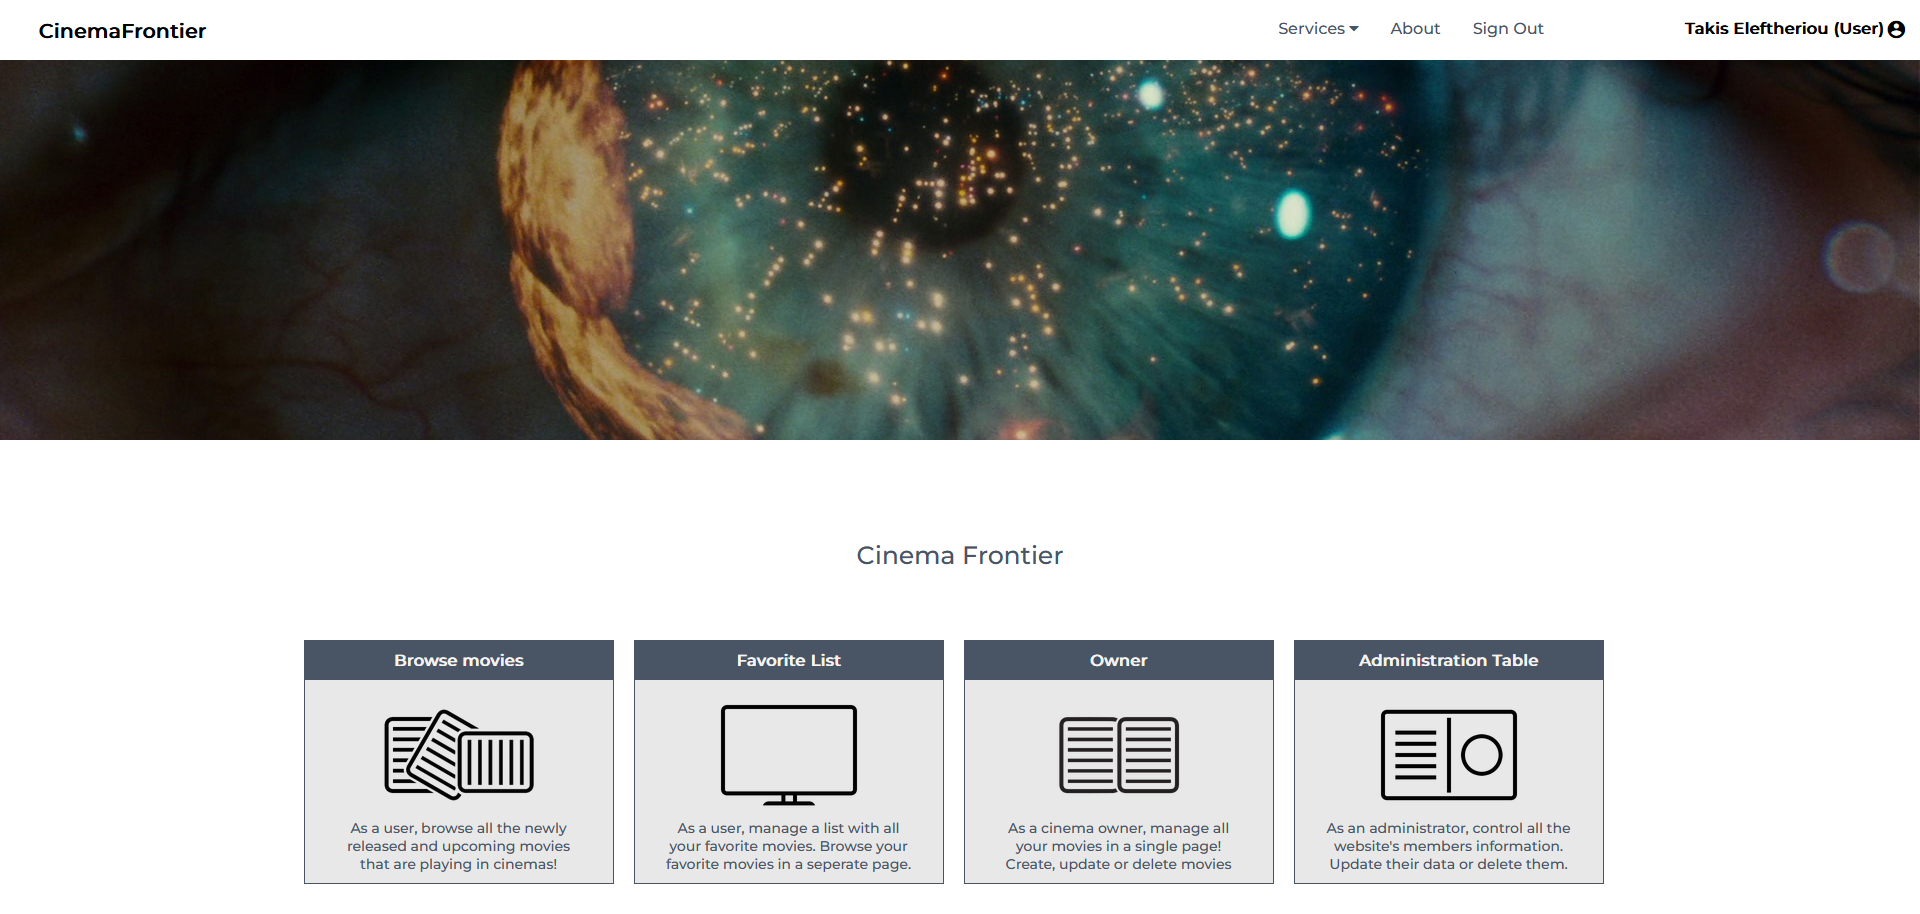 CinemaFrontier
Services
About
Sign Out
Takis Eleftheriou (User)
Cinema Frontier
Browse movies
As a user, browse all the newly
released and upcoming movies
that are playing in cinemas!
Favorite List
As a user, manage a list with all
your favorite movies. Browse your
favorite movies in a seperate page.
Owner
As a cinema owner, manage all
your movies in a single page!
Create, update or delete movies
Administration Table
As an administrator, control all the
website's members information.
Update their data or delete them.